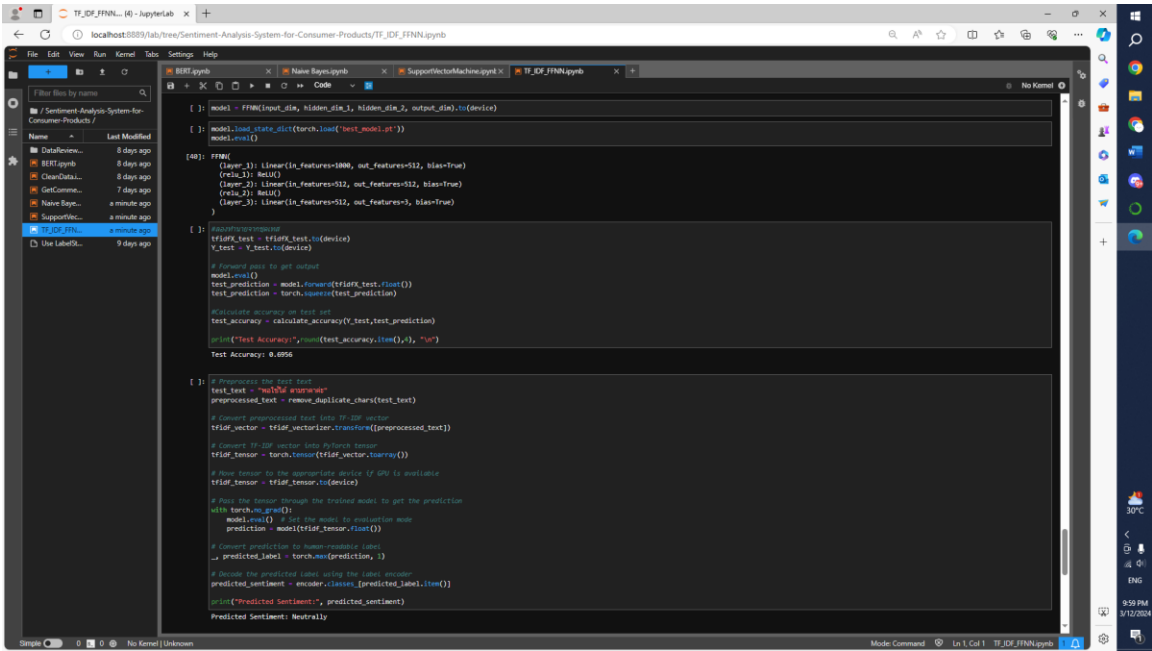 TF_IDF_FFNN.... (4) - JupyterLab
localhost:8889/lab/tree/Sentiment-Analysis-System-for-Consumer-Products/TF_IDF_FFNN.ipynb
File Edit View Run Kernel Tabs Settings Help
BERT.ipynb
Naive Bayes.ipynb
SupportVectorMachine.ipynb
TF_IDF_FFNN.ipynb
Code
No Kernel
Filter files by name
/ Sentiment-Analysis-System-for-
Consumer-Products /
Name Last Modified
DataReview... 8 days ago
BERT.ipynb 8 days ago
CleanData.i... 8 days ago
GetComme... 7 days ago
Naive Baye... a minute ago
SupportVec... a minute ago
TF_IDF_FFN... a minute ago
Use LabelSt... 9 days ago
[ ]: model = FFNN(input_dim, hidden_dim_1, hidden_dim_2, output_dim).to(device)
[ ]: model.load_state_dict(torch.load('best_model.pt'))
model.eval()
[40]: FFNN(
(layer_1): Linear(in_features=1000, out_features=512, bias=True)
(relu_1): ReLU()
(layer_2): Linear(in_features=512, out_features=512, bias=True)
(relu_2): ReLU()
(layer_3): Linear(in_features=512, out_features=3, bias=True)
)
[ ]:
tfidfX_test = tfidfX_test.to(device)
Y_test = Y_test.to(device)
# Forward pass to get output
model.eval()
test_prediction = model.forward(tfidfX_test.float())
test_prediction = torch.squeeze(test_prediction)
#Calculate accuracy on test set
test_accuracy = calculate_accuracy(Y_test,test_prediction)
print("Test Accuracy:",round(test_accuracy.item(),4), "\n")
Test Accuracy: 0.6956
[ ]: # Preprocess the test text
test_text = "พอใช้ได้ ตามราคาค่ะ"
preprocessed_text = remove_duplicate_chars(test_text)
# Convert preprocessed text into TF-IDF vector
tfidf_vector = tfidf_vectorizer.transform([preprocessed_text])
# Convert TF-IDF vector into PyTorch tensor
tfidf_tensor = torch.tensor(tfidf_vector.toarray())
# Move tensor to the appropriate device if GPU is available
tfidf_tensor = tfidf_tensor.to(device)
# Pass the tensor through the trained model to get the prediction
with torch.no_grad():
model.eval() # Set the model to evaluation mode
prediction = model(tfidf_tensor.float())
# Convert prediction to human-readable label
_, predicted_label = torch.max(prediction, 1)
# Decode the predicted label using the label encoder
predicted_sentiment = encoder.classes_[predicted_label.item()]
print("Predicted Sentiment:", predicted_sentiment)
Predicted Sentiment: Neutrally
Simple 0 0 No Kernel | Unknown
Mode: Command Ln 1, Col 1 TF_IDF_FFNN.ipynb 1
30°C
ENG
9:59 PM
3/12/2024